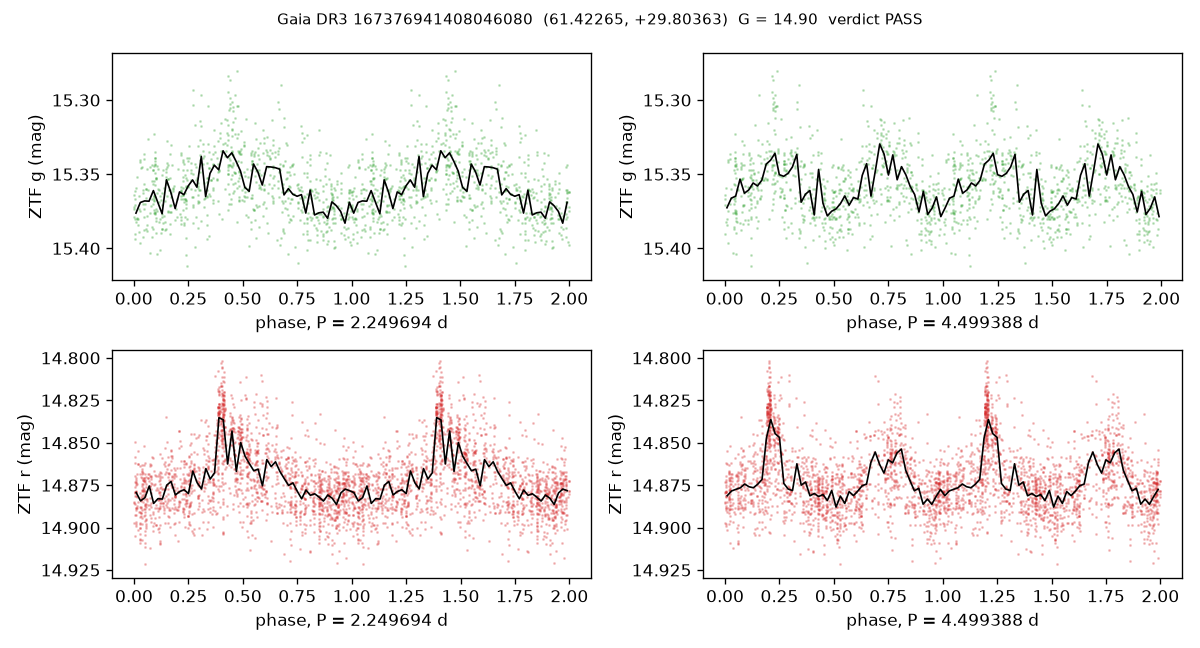 Gaia DR3 167376941408046080 (61.42265, +29.80363) G = 14.90 verdict PASS
ZTF g (mag)
15.30
15.35
15.40
0.00 0.25 0.50 0.75 1.00 1.25 1.50 1.75 2.00
phase, P = 2.249694 d
ZTF g (mag)
15.30
15.35
15.40
0.00 0.25 0.50 0.75 1.00 1.25 1.50 1.75 2.00
phase, P = 4.499388 d
ZTF r (mag)
14.800
14.825
14.850
14.875
14.900
14.925
0.00 0.25 0.50 0.75 1.00 1.25 1.50 1.75 2.00
phase, P = 2.249694 d
ZTF r (mag)
14.800
14.825
14.850
14.875
14.900
14.925
0.00 0.25 0.50 0.75 1.00 1.25 1.50 1.75 2.00
phase, P = 4.499388 d